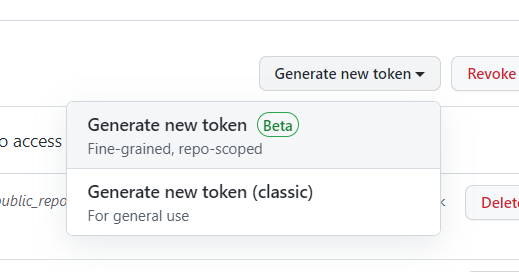 Generate new token
Revoke
Generate new token Beta
Fine-grained, repo-scoped
o access
Generate new token (classic)
For general use
public_repo
Delete